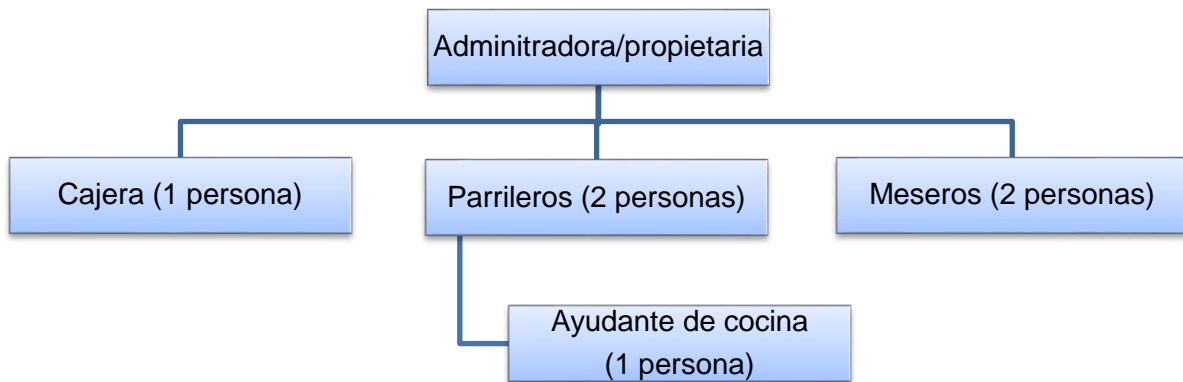 Adminitradora/propietaria
Cajera (1 persona)
Parrileros (2 personas)
Meseros (2 personas)
Ayudante de cocina
(1 persona)